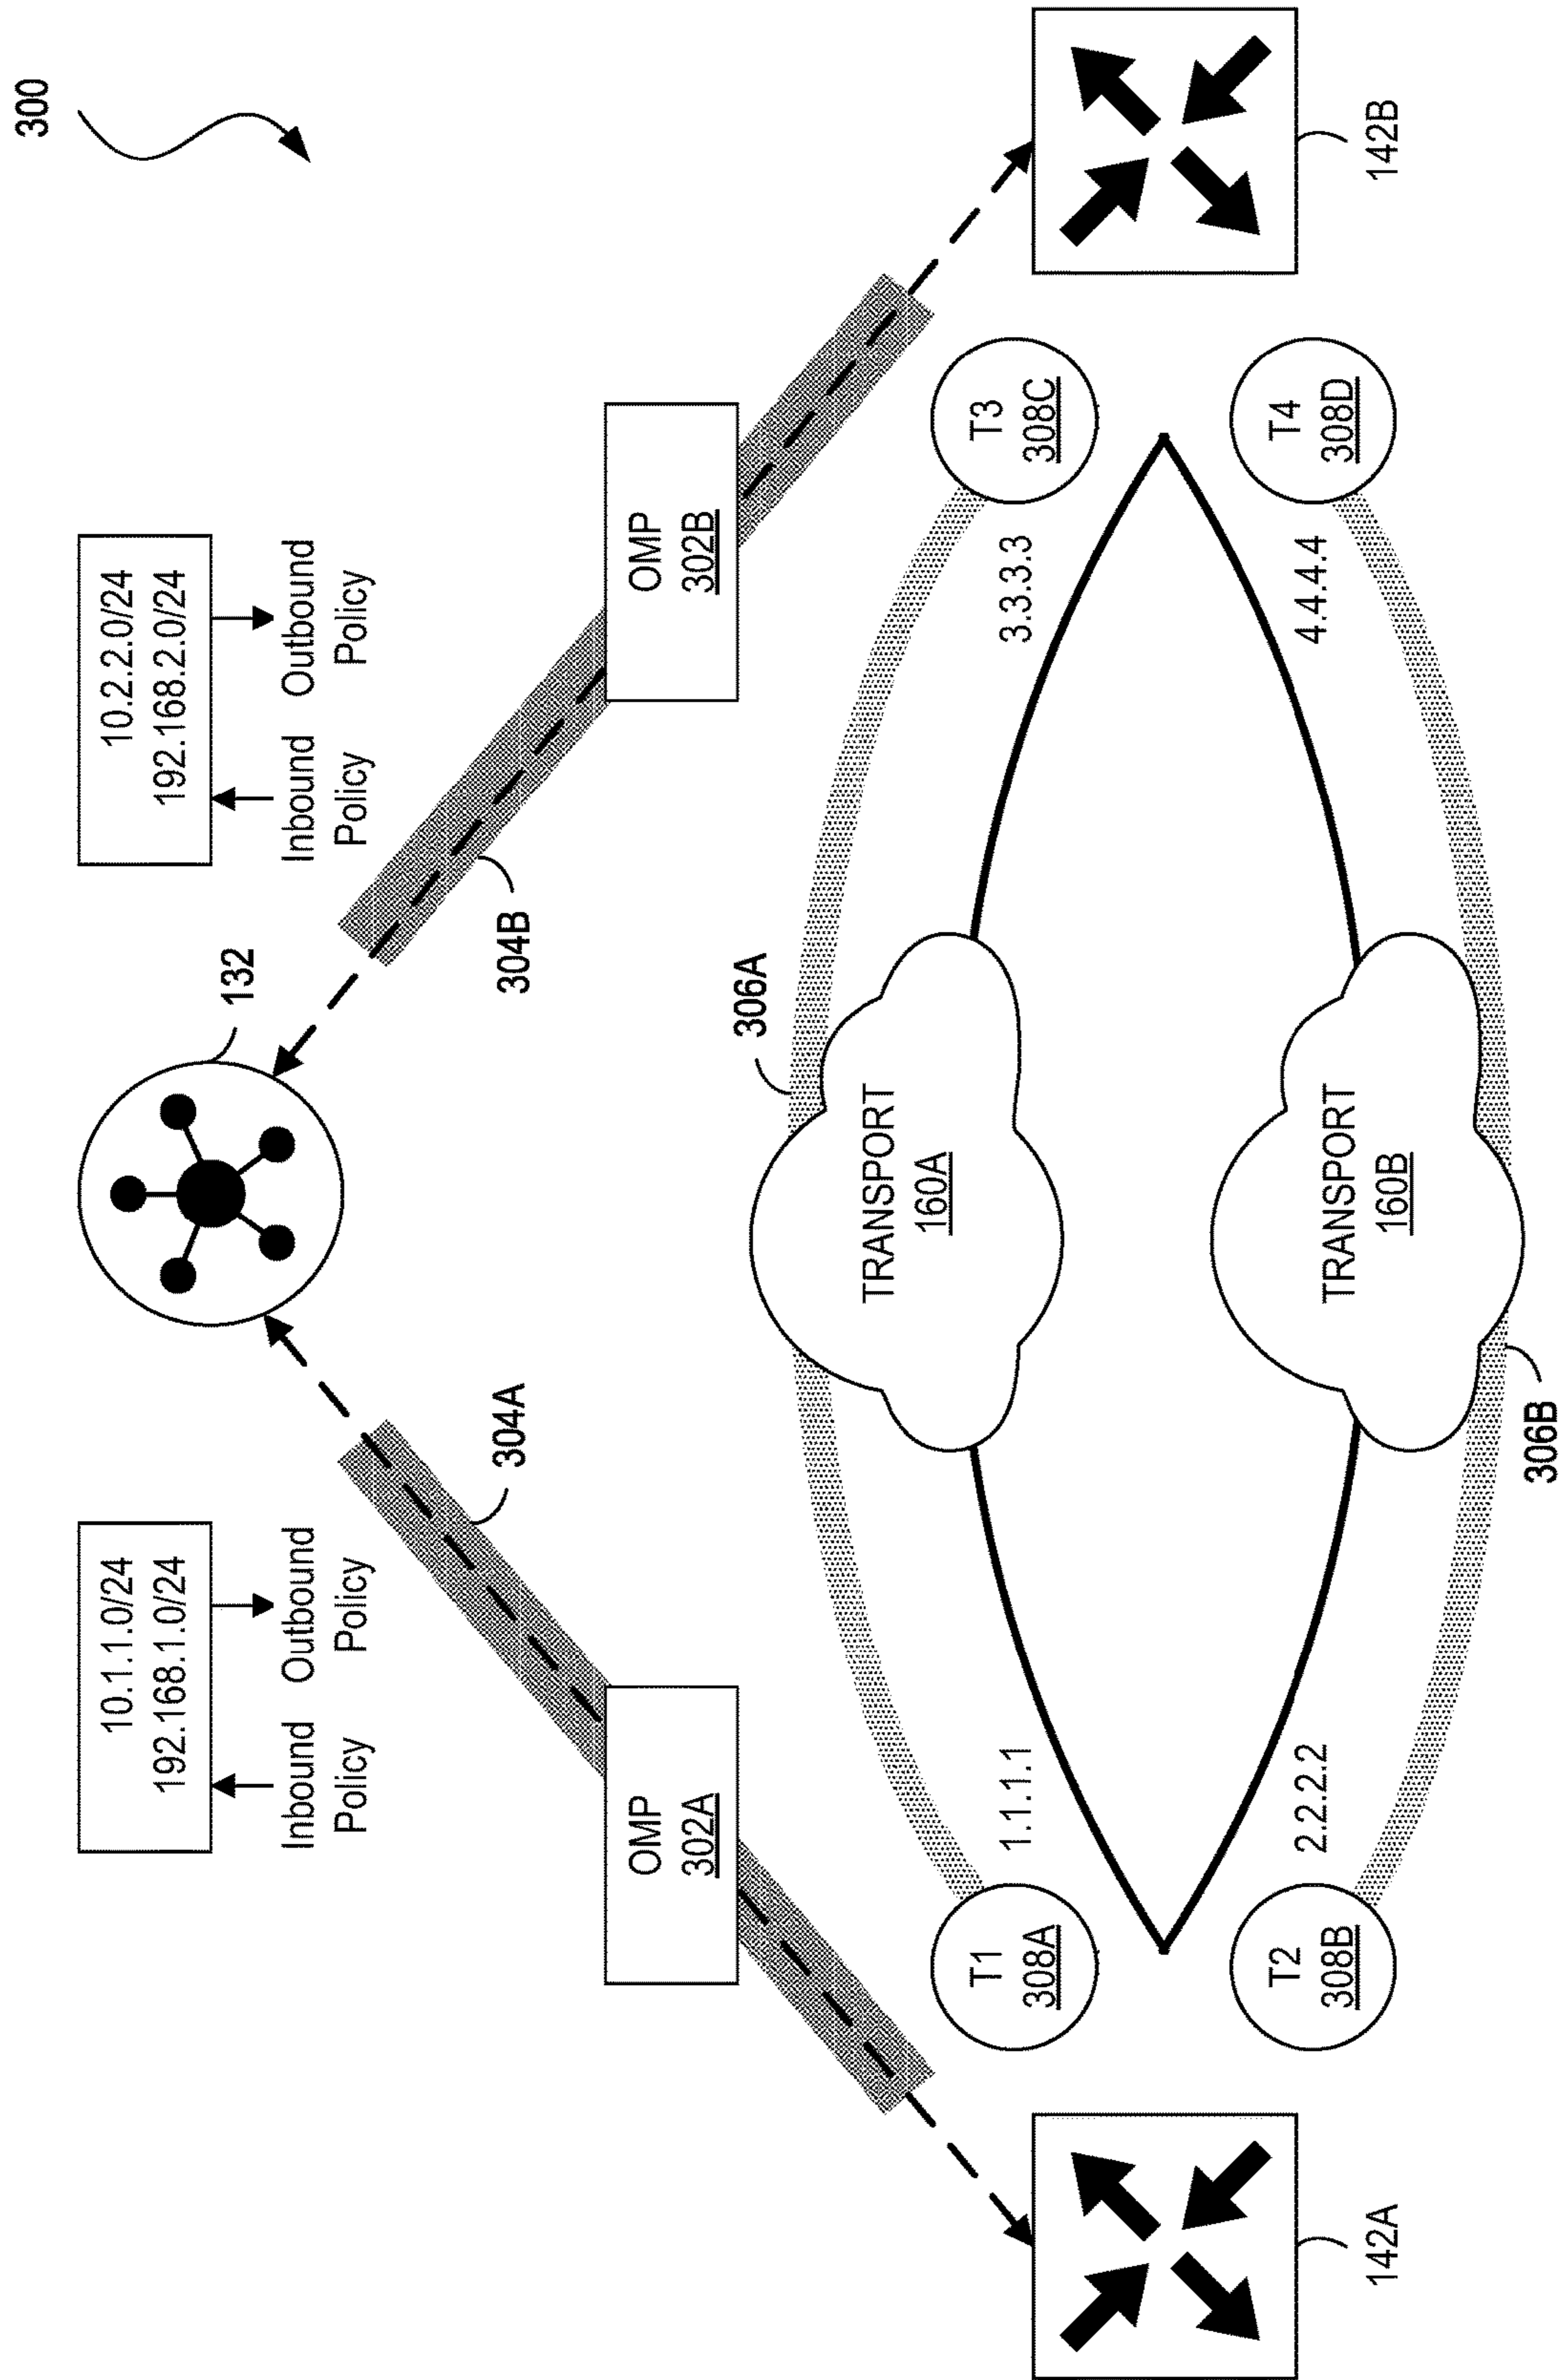 300
132
10.1.1.0/24
192.168.1.0/24
Inbound Policy
Outbound Policy
10.2.2.0/24
192.168.2.0/24
Inbound Policy
Outbound Policy
304A
304B
OMP
302A
OMP
302B
306A
T1
308A
1.1.1.1
TRANSPORT
160A
3.3.3.3
T3
308C
T2
308B
2.2.2.2
TRANSPORT
160B
4.4.4.4
T4
308D
142A
142B
306B